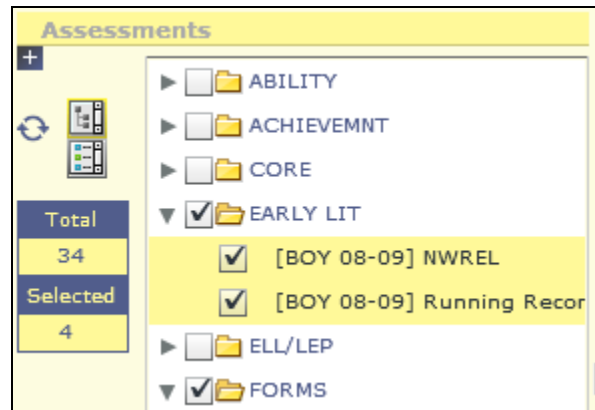 Assessments
+
ABILITY
ACHIEVEMNT
CORE
EARLY LIT
[BOY 08-09] NWREL
[BOY 08-09] Running Recor
ELL/LEP
FORMS
Total
34
Selected
4